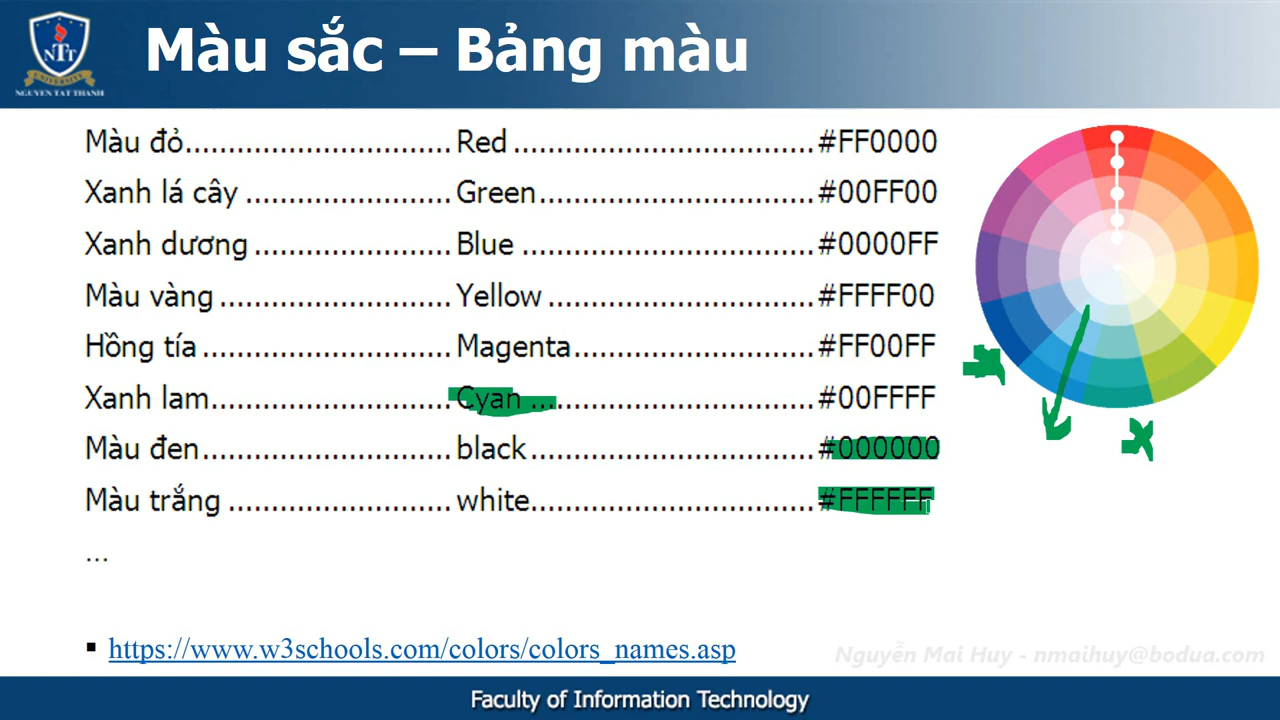 NTT
UNIVERSITY
NGUYEN TAT THANH
Màu sắc – Bảng màu
Màu đỏ............................... Red ...................................#FF0000
Xanh lá cây ........................ Green................................#00FF00
Xanh dương ....................... Blue ..................................#0000FF
Màu vàng ........................... Yellow ...............................#FFFF00
Hồng tía ............................. Magenta............................#FF00FF
Xanh lam............................ Cyan .................................#00FFFF
Màu đen............................. black .................................#000000
Màu trắng .......................... white.................................#FFFFFF
...
▪ https://www.w3schools.com/colors/colors_names.asp
Nguyễn Mai Huy - nmaihuy@bodua.com
Faculty of Information Technology